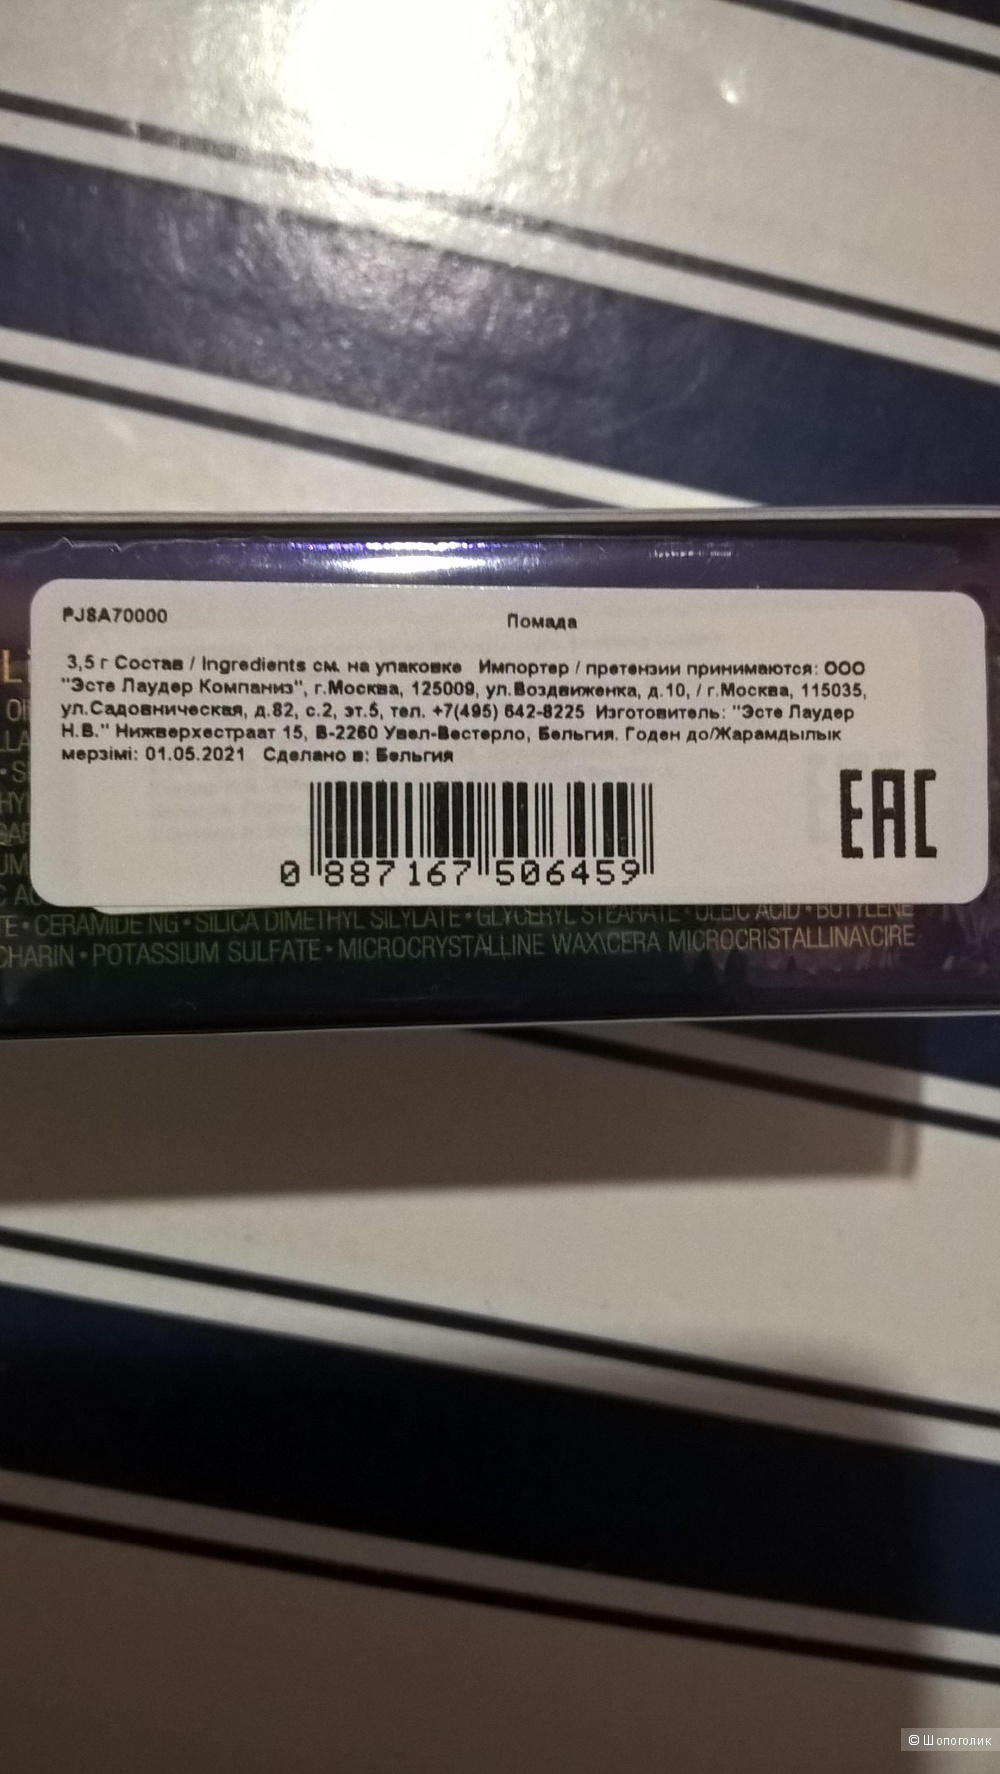 PJ8A70000
Помада
3,5 г Состав / Ingredients см. на упаковке Импортер / претензии принимаются: ООО
"Эсте Лаудер Компаниз", г.Москва, 125009, ул.Воздвиженка, д.10, / г.Москва, 115035,
ул.Садовническая, д.82, с.2, эт.5, тел. +7(495) 642-8225 Изготовитель: "Эсте Лаудер
Н.В." Нижверхестраат 15, В-2260 Увел-Вестерло, Бельгия. Годен до/Жарамдылык
мерзімі: 01.05.2021 Сделано в: Бельгия
EAC
0 887167 506459
CERAMIDE NG • SILICA DIMETHYL SILYLATE • GLYCERYL STEARATE • OLEIC ACID • BUTYLENE
CHARIN • POTASSIUM SULFATE • MICROCRYSTALLINE WAX\CERA MICROCRISTALLINA\CIRE
© Шопоголик